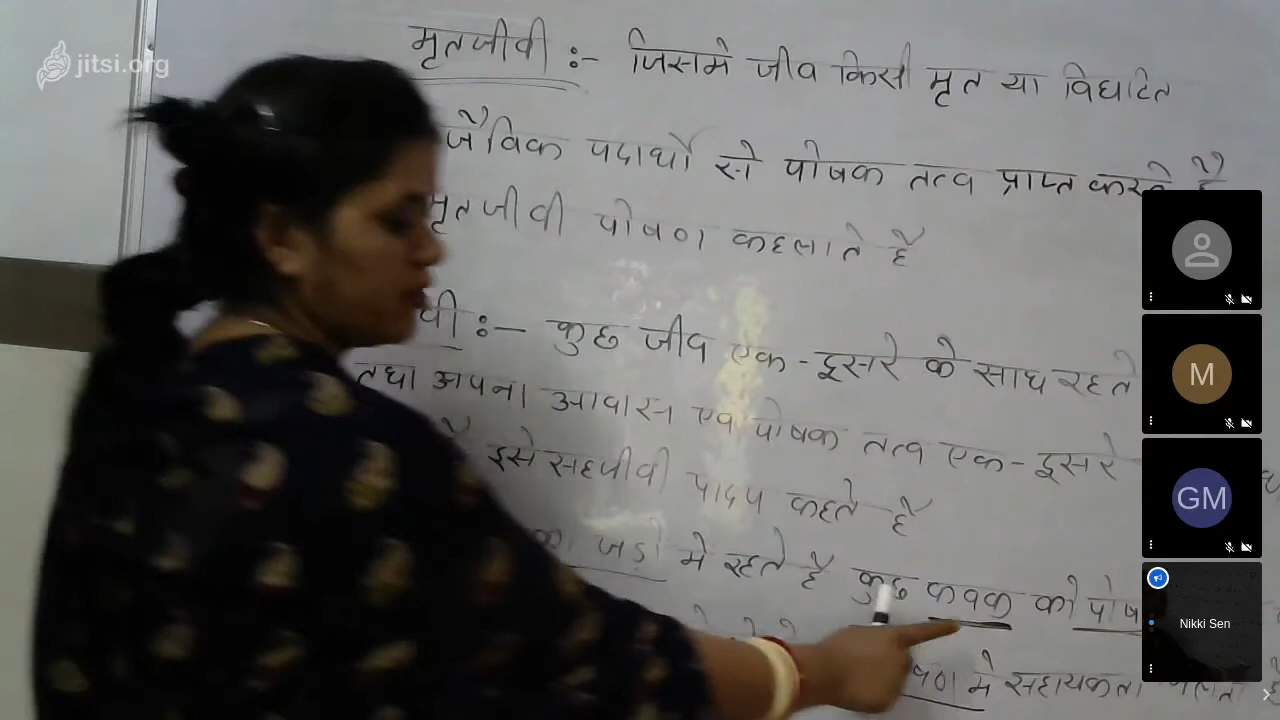 jitsi.org
मृतजीवी :- जिसमे जीव किसी मृत या विघटित
जैविक पदार्थो से पोषक तत्व प्राप्त करते है
मृतजीवी पोषण कहलाते है
वी :- कुछ जीव एक-दूसरे के साथ रहते
तथा अपना आवास एव पोषक तत्व एक-दूसरे
है इसे सहजीवी पादप कहते है
जड़ो मे रहते है कुछ कवक को पोष
षण मे सहायकता
M
GM
Nikki Sen